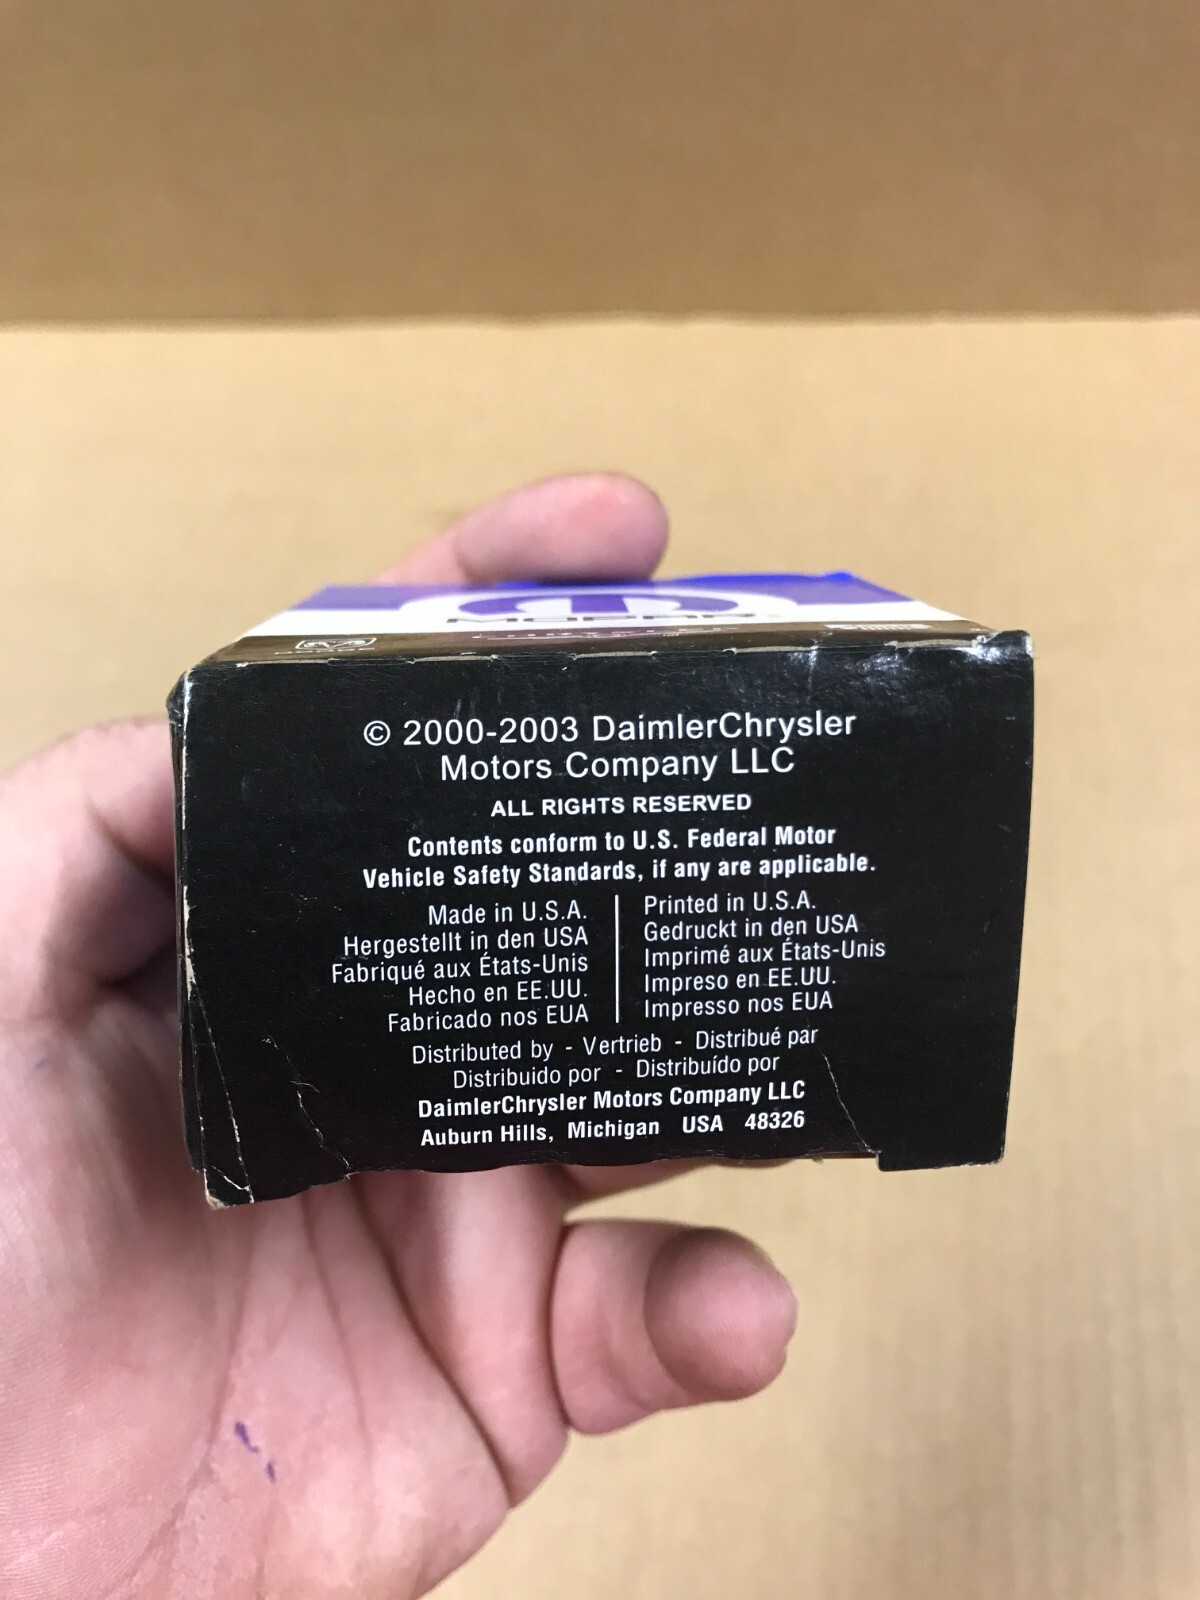 MOPAR
© 2000-2003 DaimlerChrysler
Motors Company LLC
ALL RIGHTS RESERVED
Contents conform to U.S. Federal Motor
Vehicle Safety Standards, if any are applicable.
Made in U.S.A.
Hergestellt in den USA
Fabriqué aux États-Unis
Hecho en EE.UU.
Fabricado nos EUA
Printed in U.S.A.
Gedruckt in den USA
Imprimé aux États-Unis
Impreso en EE.UU.
Impresso nos EUA
Distributed by - Vertrieb - Distribué par
Distribuido por - Distribuído por
DaimlerChrysler Motors Company LLC
Auburn Hills, Michigan USA 48326